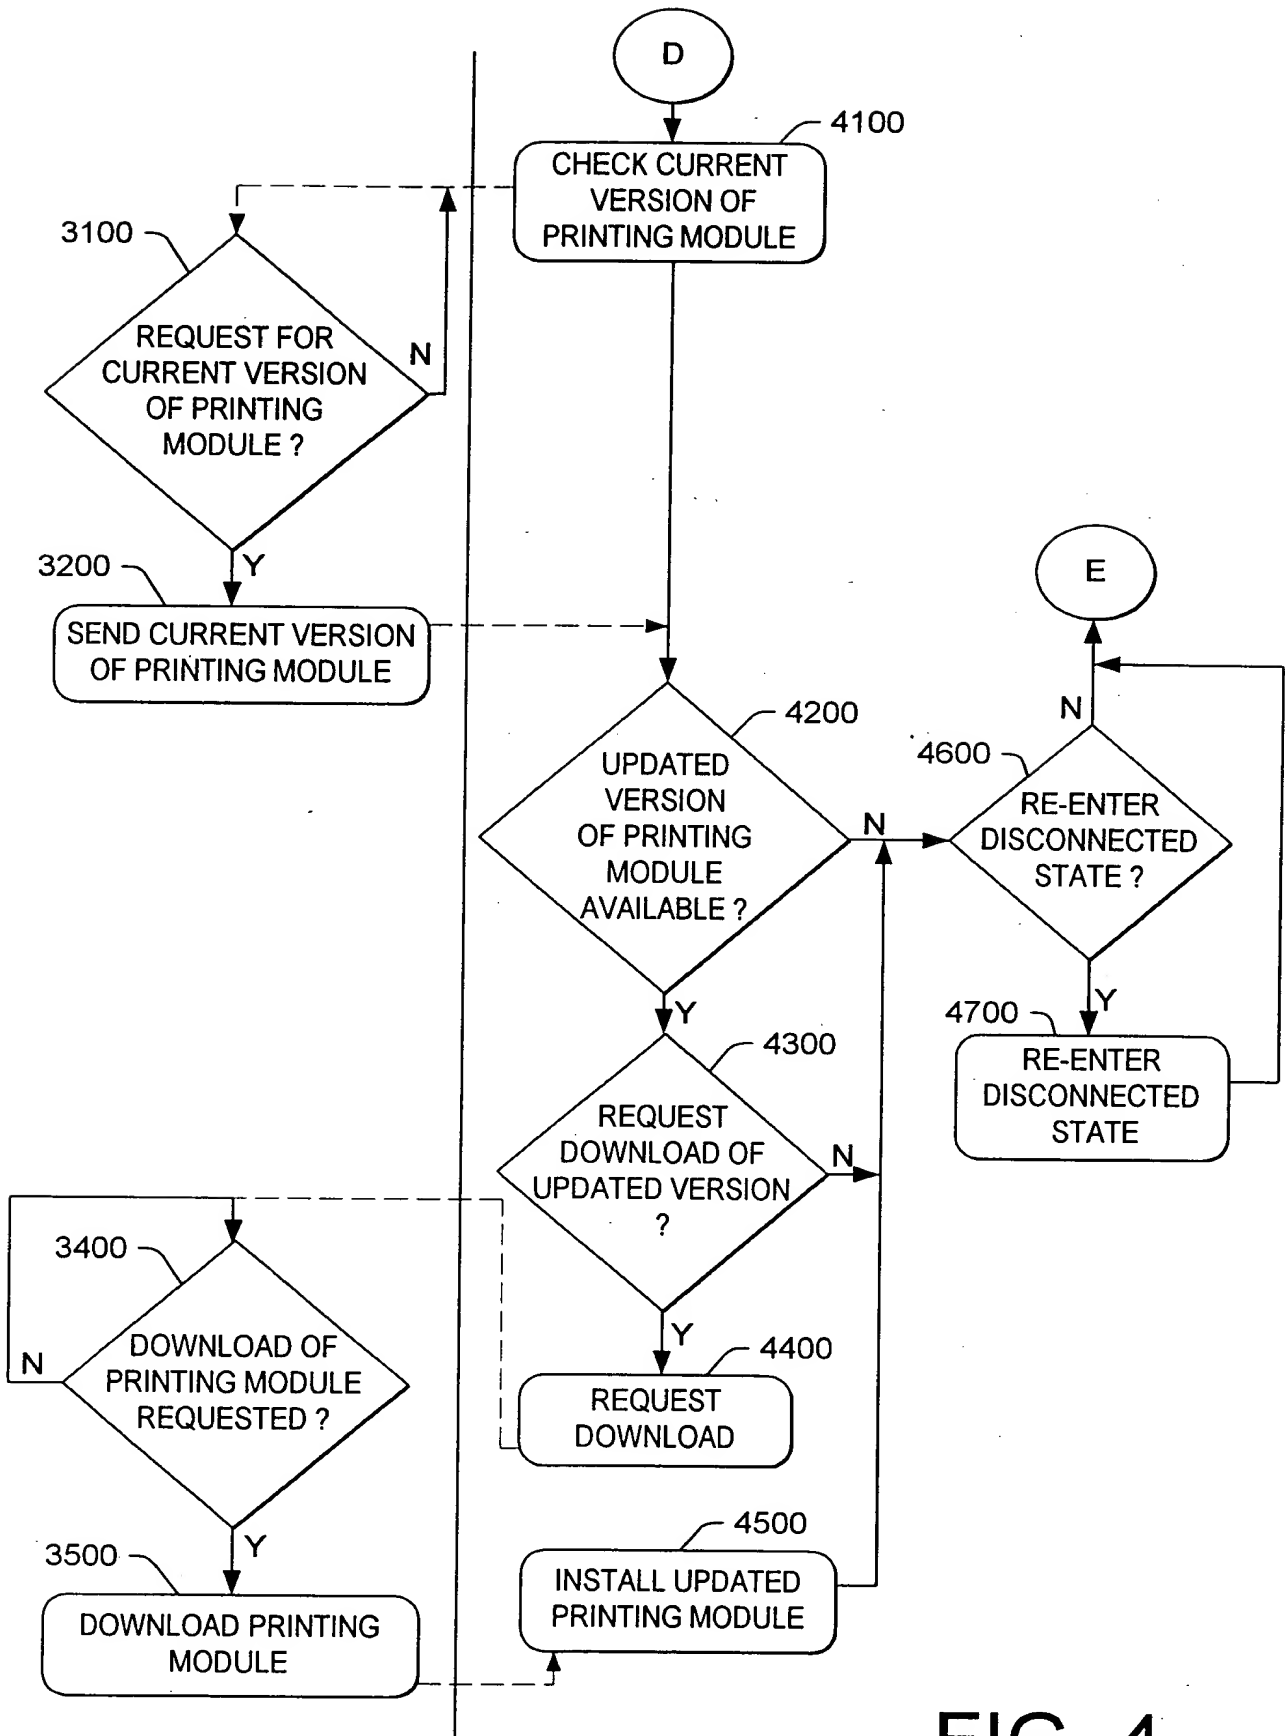 D
4100
CHECK CURRENT
VERSION OF
PRINTING MODULE
3100
REQUEST FOR
CURRENT VERSION
OF PRINTING
MODULE ?
N
Y
3200
SEND CURRENT VERSION
OF PRINTING MODULE
E
4200
UPDATED
VERSION
OF PRINTING
MODULE
AVAILABLE ?
N
Y
N
4600
RE-ENTER
DISCONNECTED
STATE ?
Y
4700
RE-ENTER
DISCONNECTED
STATE
4300
REQUEST
DOWNLOAD OF
UPDATED VERSION
?
N
Y
3400
DOWNLOAD OF
PRINTING MODULE
REQUESTED ?
N
Y
4400
REQUEST
DOWNLOAD
4500
INSTALL UPDATED
PRINTING MODULE
3500
DOWNLOAD PRINTING
MODULE
FIG. 4